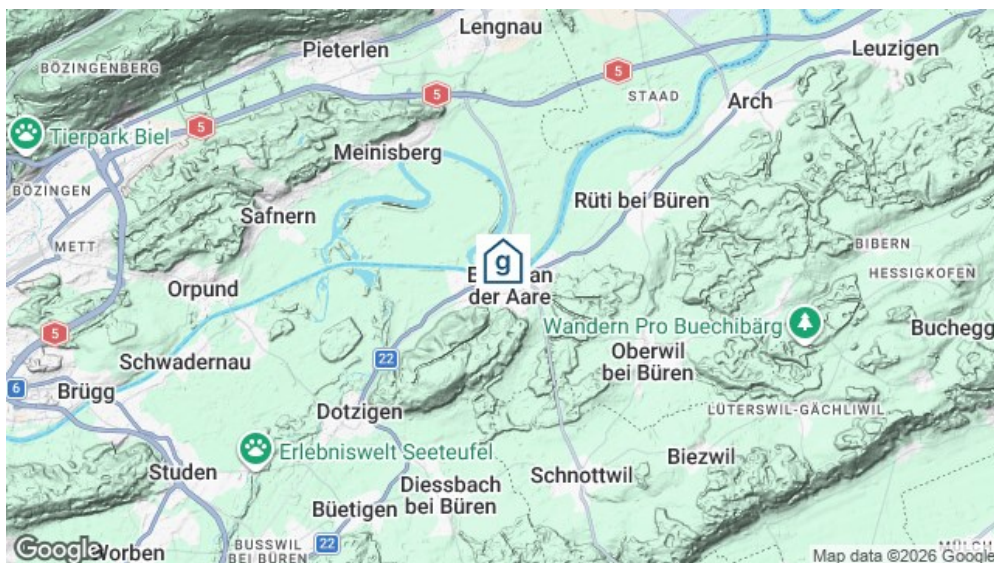 Lengnau
Pieterlen
Leuzigen
BÖZINGENBERG
5
5
STAAD
Arch
5
Tierpark Biel
Meinisberg
BÖZINGEN
Rüti bei Büren
Safnern
METT
BIBERN
g
HESSIGKOFEN
an
der Aare
Orpund
Wandern Pro Buechibärg
Buchegg
5
Oberwil
bei Büren
Schwadernau
22
6
Brügg
Dotzigen
LÜTERSWIL-GÄCHLIWIL
Erlebniswelt Seeteufel
Biezwil
Studen
Schnottwil
Diessbach
bei Büren
Büetigen
22
BUSSWIL
BEI BÜREN
Google
Worben
Map data ©2026 Google